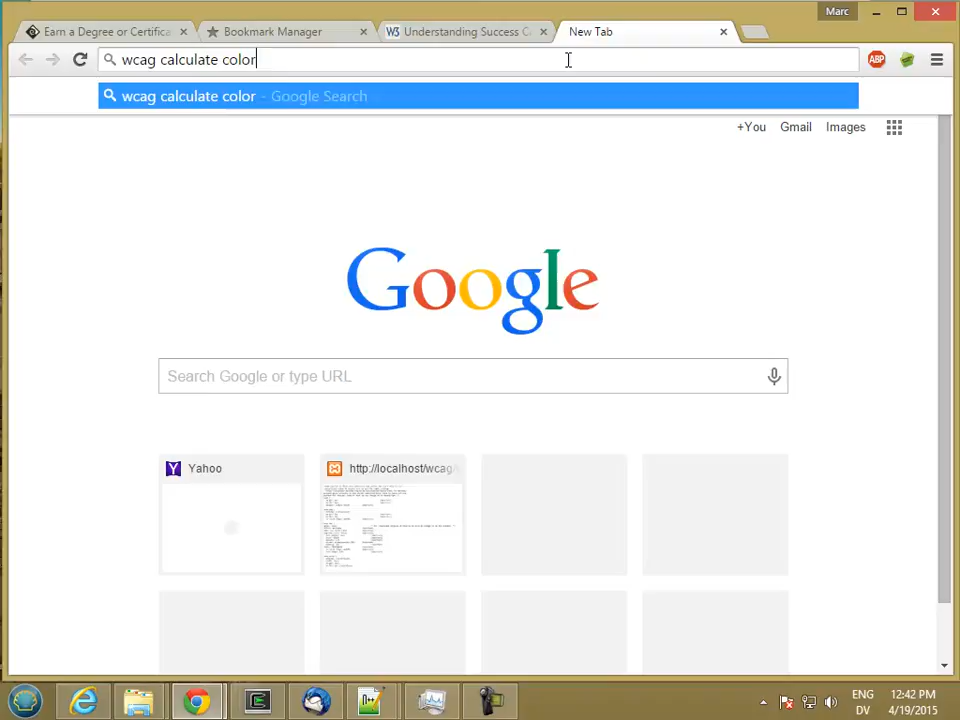 Marc
Earn a Degree or Certifica
Bookmark Manager
W3 Understanding Success C
New Tab
wcag calculate color
ABP
wcag calculate color - Google Search
+You Gmail Images
Google
Search Google or type URL
Y Yahoo
http://localhost/wcag/
ENG 12:42 PM
DV 4/19/2015